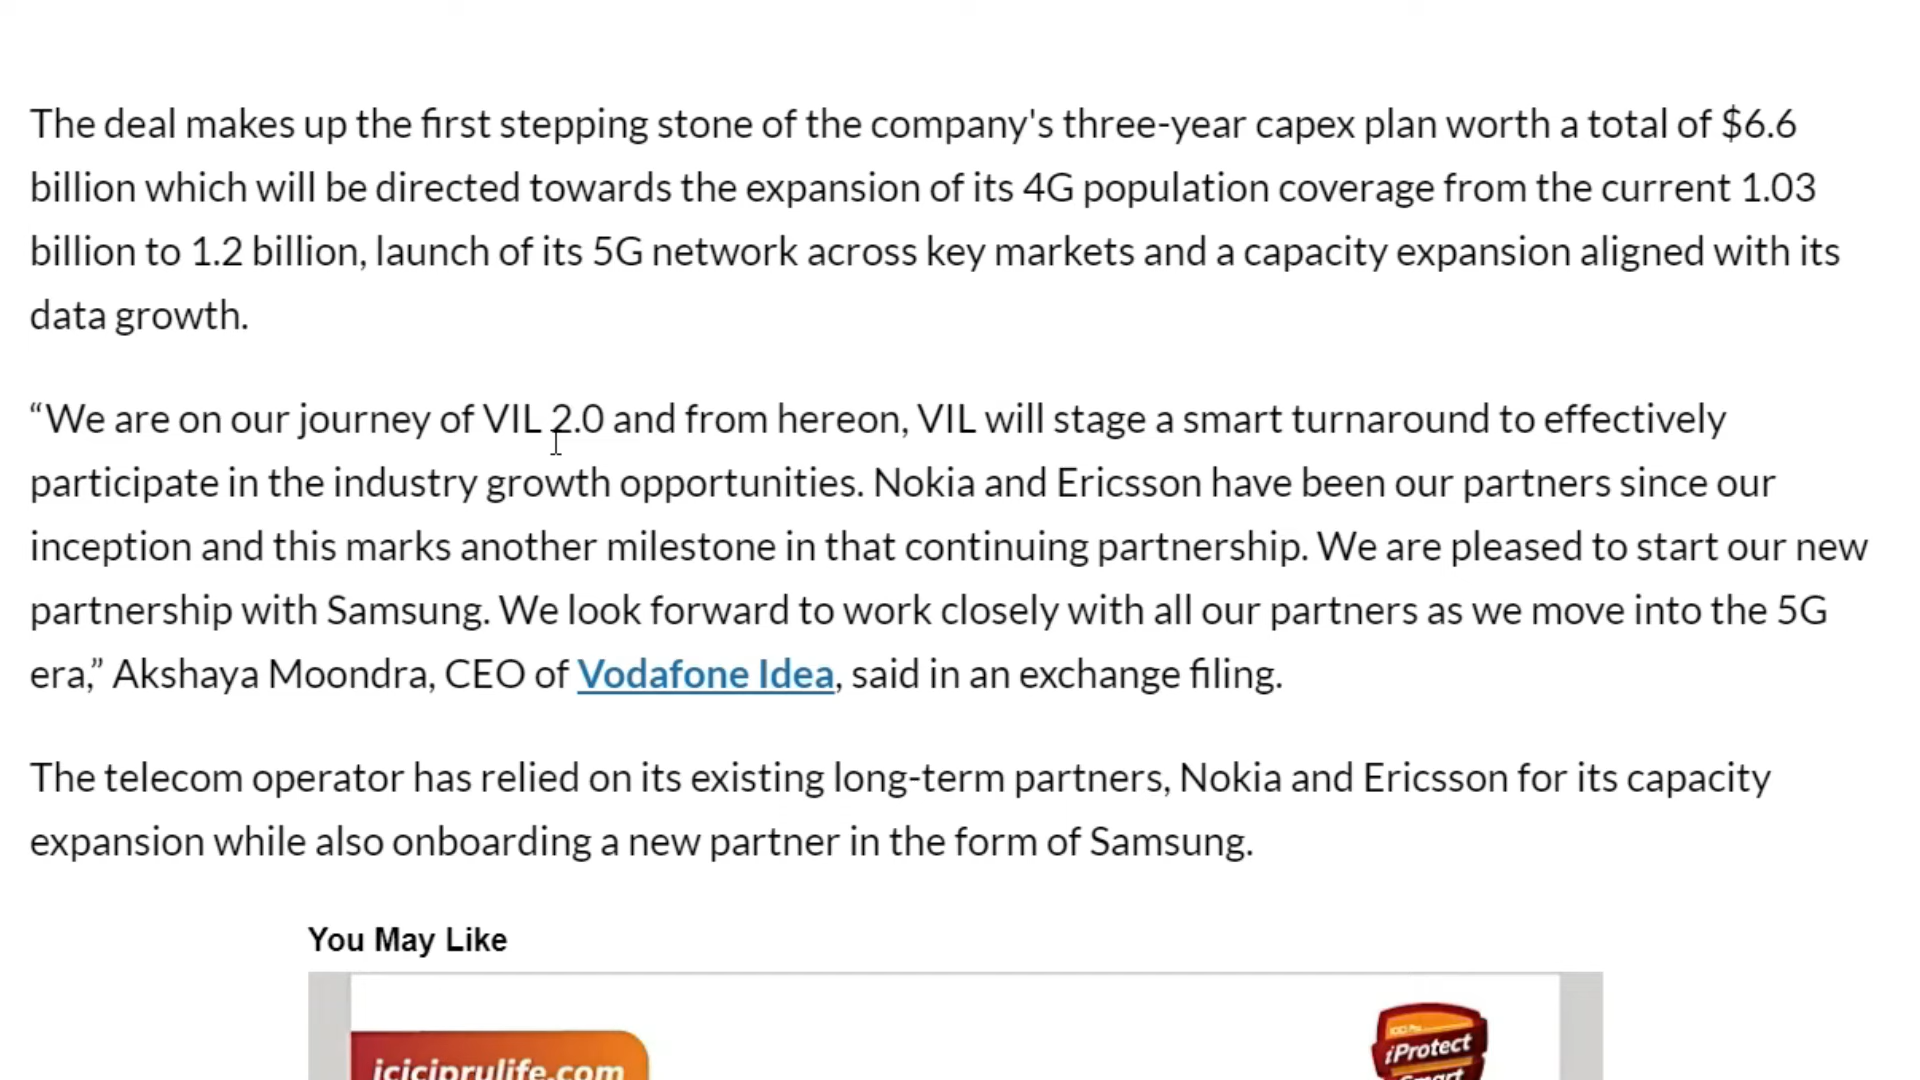 The deal makes up the first stepping stone of the company's three-year capex plan worth a total of $6.6
billion which will be directed towards the expansion of its 4G population coverage from the current 1.03
billion to 1.2 billion, launch of its 5G network across key markets and a capacity expansion aligned with its
data growth.
“We are on our journey of VIL 2.0 and from hereon, VIL will stage a smart turnaround to effectively
participate in the industry growth opportunities. Nokia and Ericsson have been our partners since our
inception and this marks another milestone in that continuing partnership. We are pleased to start our new
partnership with Samsung. We look forward to work closely with all our partners as we move into the 5G
era,” Akshaya Moondra, CEO of Vodafone Idea, said in an exchange filing.
The telecom operator has relied on its existing long-term partners, Nokia and Ericsson for its capacity
expansion while also onboarding a new partner in the form of Samsung.
You May Like
iciciprulife.com
iProtect
Smart